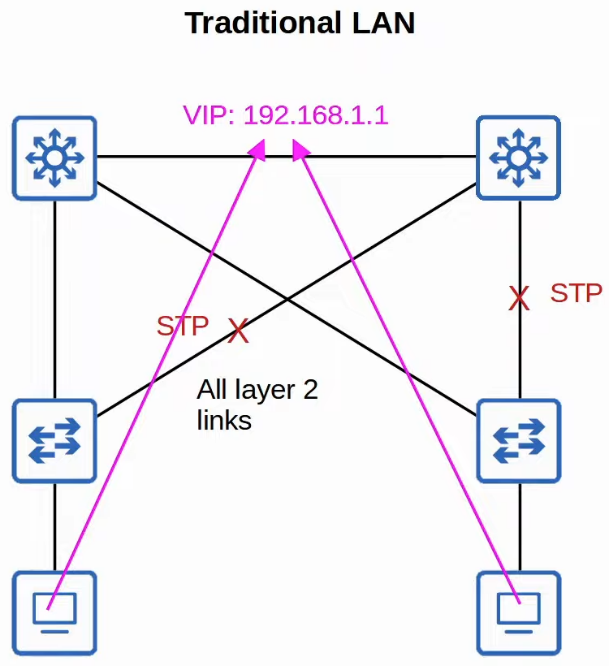 Traditional LAN
VIP: 192.168.1.1
STP
STP
All layer 2
links